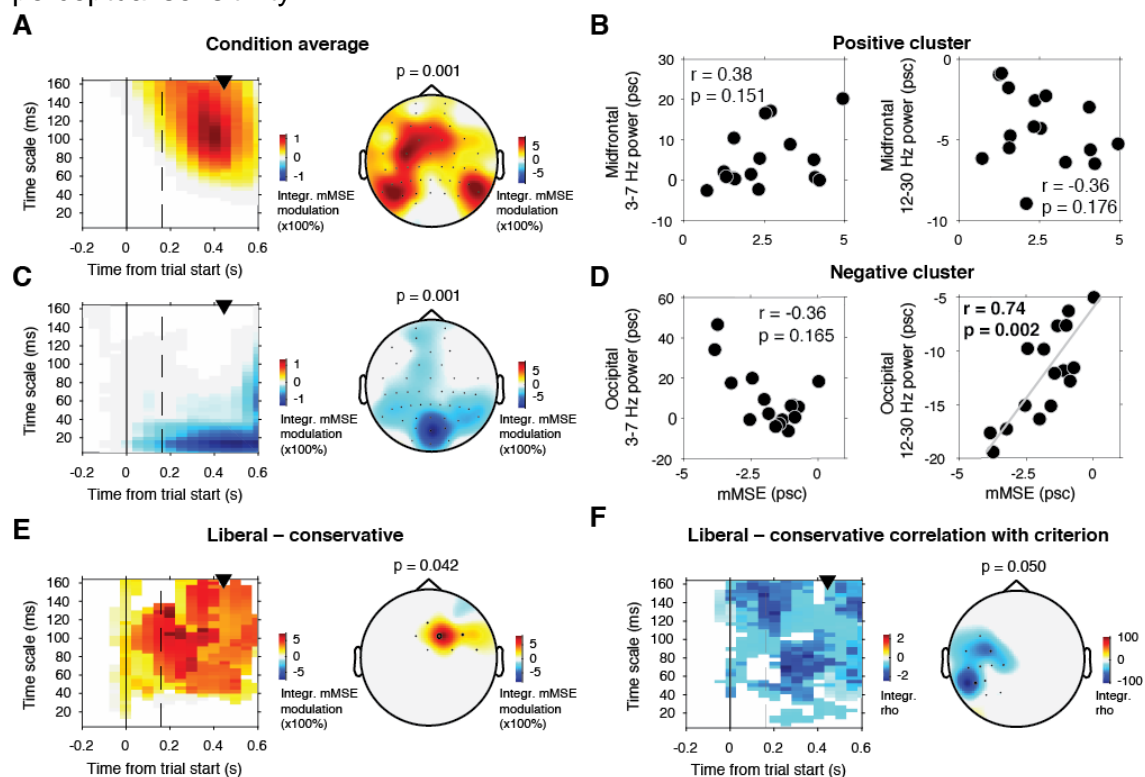 perceptual sensitivity
A
Condition average
160
140
120
100
80
60
40
20
Time scale (ms)
-0.2 0 0.2 0.4 0.6
Time from trial start (s)
1
0
-1
Integr. mMSE
modulation
(x100%)
p = 0.001
5
0
-5
Integr. mMSE
modulation
(x100%)
B
Positive cluster
30
20
10
0
-10
Midfrontal
3-7 Hz power (psc)
r = 0.38
p = 0.151
0 2.5 5
0
-5
-10
Midfrontal
12-30 Hz power (psc)
r = -0.36
p = 0.176
0 2.5 5
C
160
140
120
100
80
60
40
20
Time scale (ms)
-0.2 0 0.2 0.4 0.6
Time from trial start (s)
1
0
-1
Integr. mMSE
modulation
(x100%)
p = 0.001
5
0
-5
Integr. mMSE
modulation
(x100%)
D
Negative cluster
60
40
20
0
-20
Occipital
3-7 Hz power (psc)
r = -0.36
p = 0.165
-5 -2.5 0
mMSE (psc)
-5
-10
-15
-20
Occipital
12-30 Hz power (psc)
r = 0.74
p = 0.002
-5 -2.5 0
mMSE (psc)
E
Liberal – conservative
160
140
120
100
80
60
40
20
Time scale (ms)
-0.2 0 0.2 0.4 0.6
Time from trial start (s)
5
0
-5
Integr. mMSE
modulation
(x100%)
p = 0.042
5
0
-5
Integr. mMSE
modulation
(x100%)
F
Liberal – conservative correlation with criterion
160
140
120
100
80
60
40
20
Time scale (ms)
-0.2 0 0.2 0.4 0.6
Time from trial start (s)
2
0
-2
Integr.
rho
p = 0.050
100
0
-100
Integr.
rho